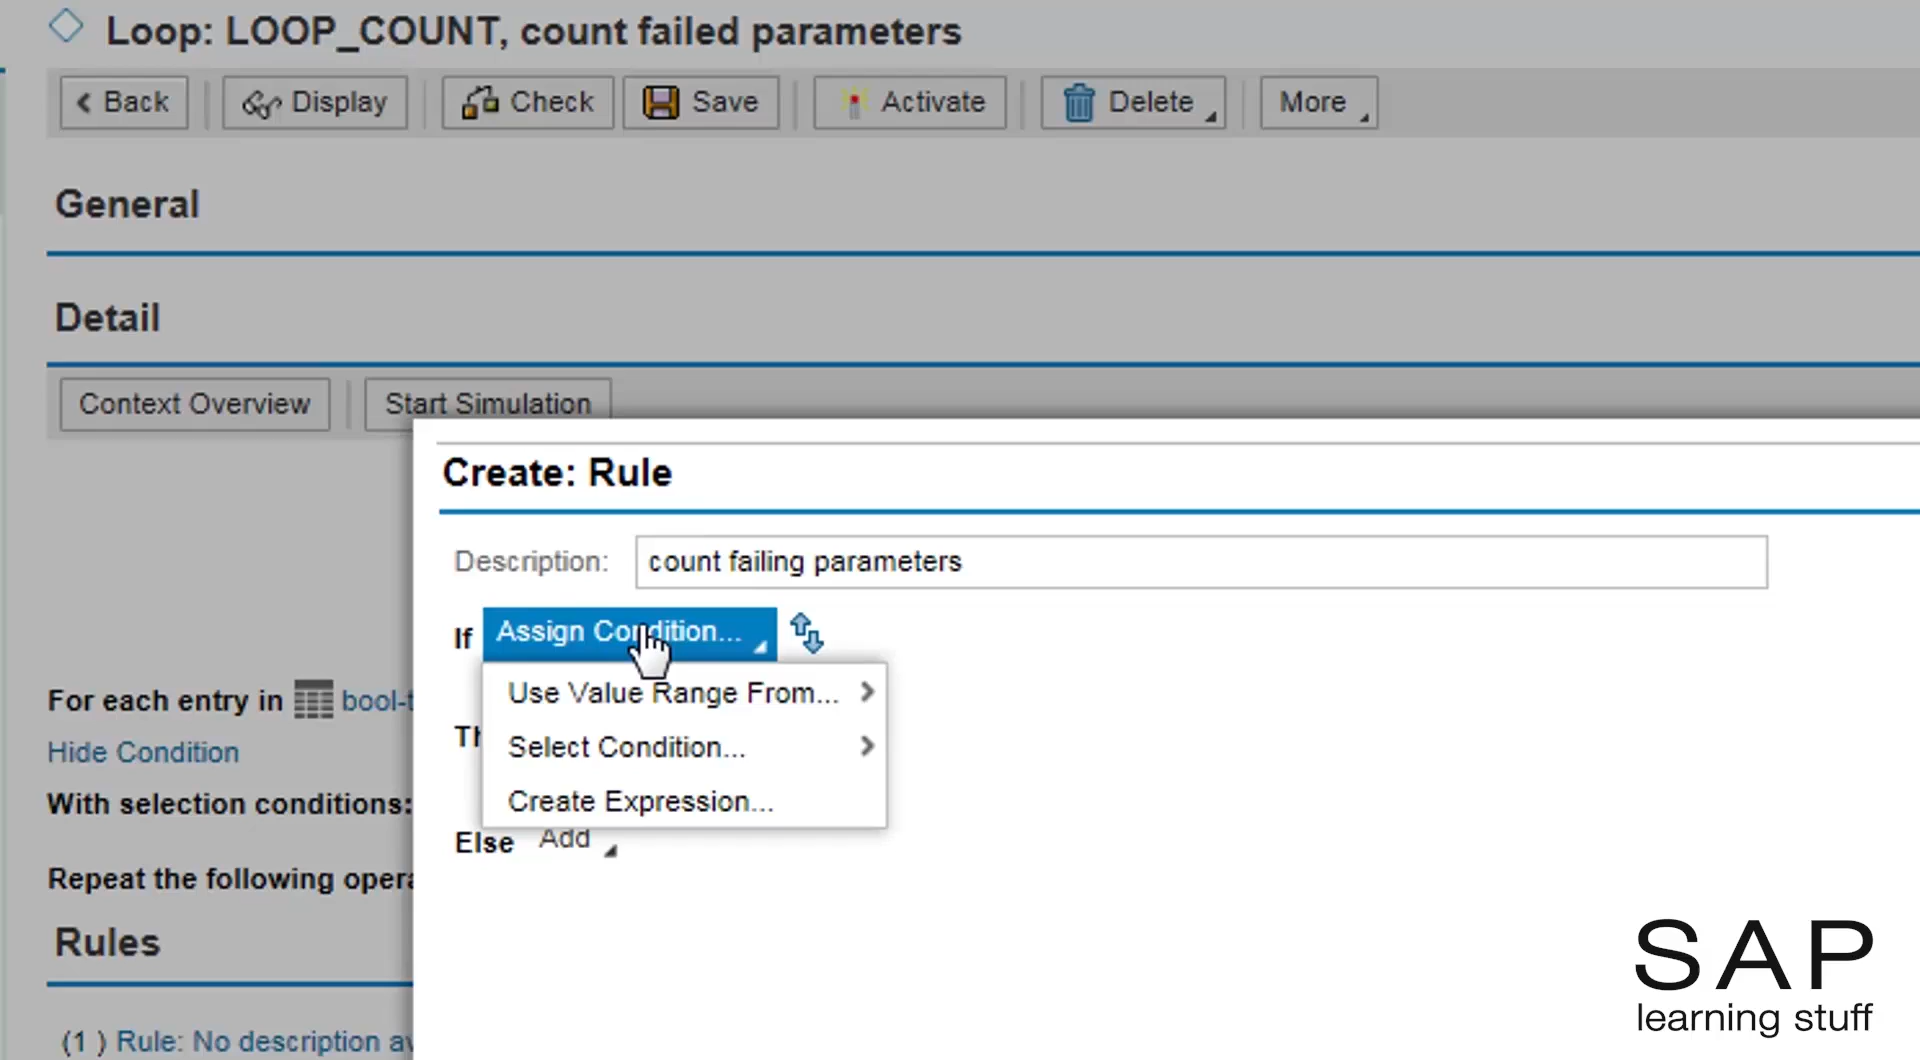 Loop: LOOP_COUNT, count failed parameters
Back Display Check Save Activate Delete More
General
Detail
Context Overview Start Simulation
Create: Rule
Description: count failing parameters
If Assign Condition...
Use Value Range From...
For each entry in bool-t
Select Condition...
Hide Condition
Create Expression...
With selection conditions:
Else Add
Repeat the following opera
Rules
(1 ) Rule: No description av
SAP
learning stuff